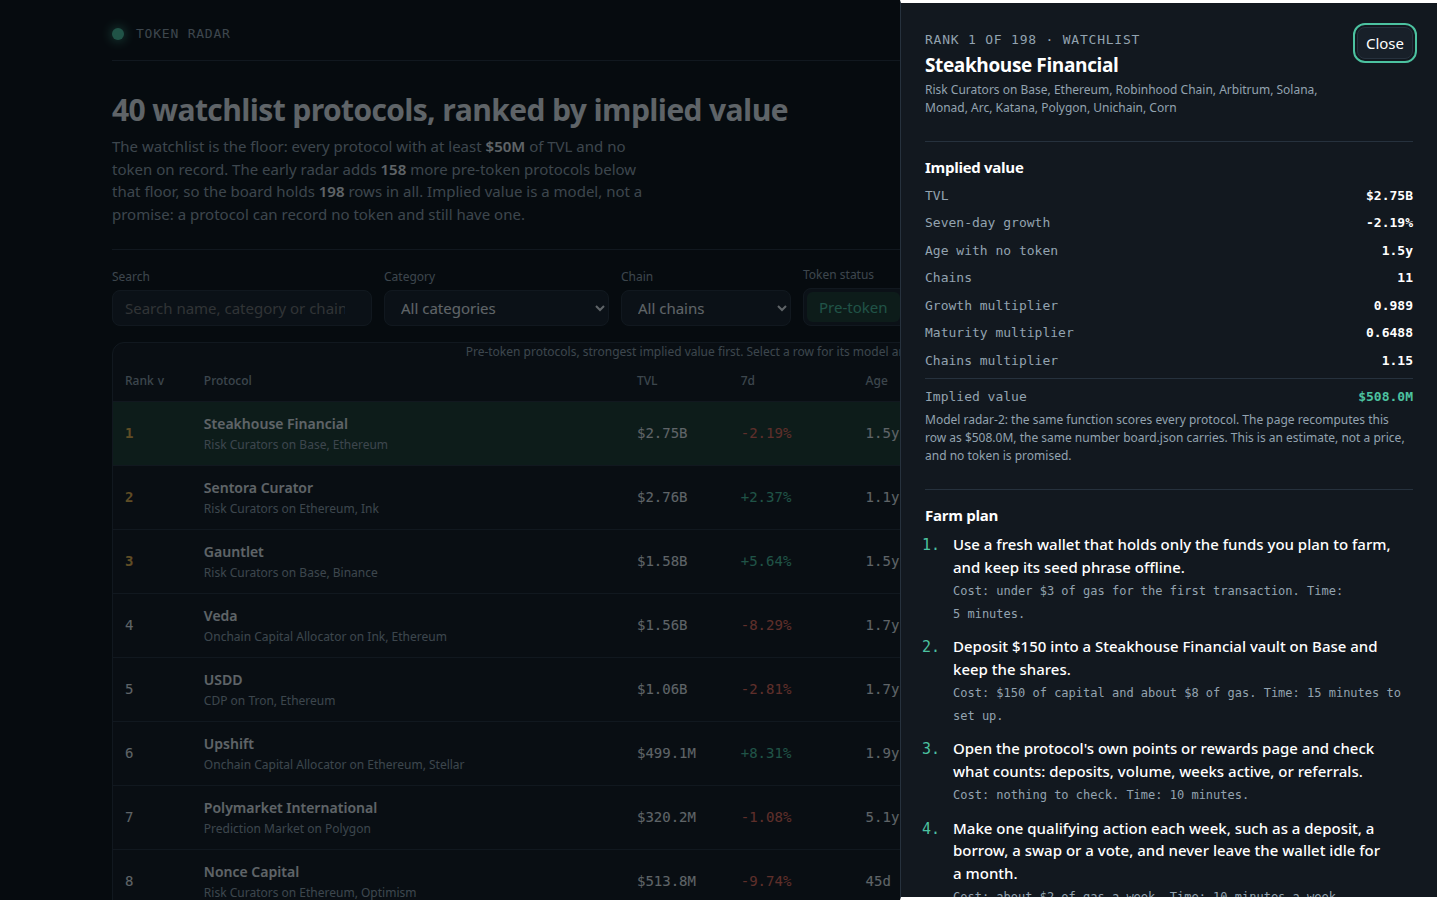 TOKEN RADAR
40 watchlist protocols, ranked by implied value
The watchlist is the floor: every protocol with at least $50M of TVL and no
token on record. The early radar adds 158 more pre-token protocols below
that floor, so the board holds 198 rows in all. Implied value is a model, not a
promise: a protocol can record no token and still have one.
Search
Category
Chain
Token status
Search name, category or chain
All categories
All chains
Pre-token
Pre-token protocols, strongest implied value first. Select a row for its model
Rank v Protocol TVL 7d Age
1 Steakhouse Financial $2.75B -2.19% 1.5y
Risk Curators on Base, Ethereum
2 Sentora Curator $2.76B +2.37% 1.1y
Risk Curators on Ethereum, Ink
3 Gauntlet $1.58B +5.64% 1.5y
Risk Curators on Base, Binance
4 Veda $1.56B -8.29% 1.7y
Onchain Capital Allocator on Ink, Ethereum
5 USDD $1.06B -2.81% 1.7y
CDP on Tron, Ethereum
6 Upshift $499.1M +8.31% 1.9y
Onchain Capital Allocator on Ethereum, Stellar
7 Polymarket International $320.2M -1.08% 5.1y
Prediction Market on Polygon
8 Nonce Capital $513.8M -9.74% 45d
Risk Curators on Ethereum, Optimism
RANK 1 OF 198 · WATCHLIST
Close
Steakhouse Financial
Risk Curators on Base, Ethereum, Robinhood Chain, Arbitrum, Solana,
Monad, Arc, Katana, Polygon, Unichain, Corn
Implied value
TVL $2.75B
Seven-day growth -2.19%
Age with no token 1.5y
Chains 11
Growth multiplier 0.989
Maturity multiplier 0.6488
Chains multiplier 1.15
Implied value $508.0M
Model radar-2: the same function scores every protocol. The page recomputes this
row as $508.0M, the same number board.json carries. This is an estimate, not a price,
and no token is promised.
Farm plan
1. Use a fresh wallet that holds only the funds you plan to farm,
and keep its seed phrase offline.
Cost: under $3 of gas for the first transaction. Time:
5 minutes.
2. Deposit $150 into a Steakhouse Financial vault on Base and
keep the shares.
Cost: $150 of capital and about $8 of gas. Time: 15 minutes to
set up.
3. Open the protocol's own points or rewards page and check
what counts: deposits, volume, weeks active, or referrals.
Cost: nothing to check. Time: 10 minutes.
4. Make one qualifying action each week, such as a deposit, a
borrow, a swap or a vote, and never leave the wallet idle for
a month.
Cost: about $2 of gas a week. Time: 10 minutes a week.